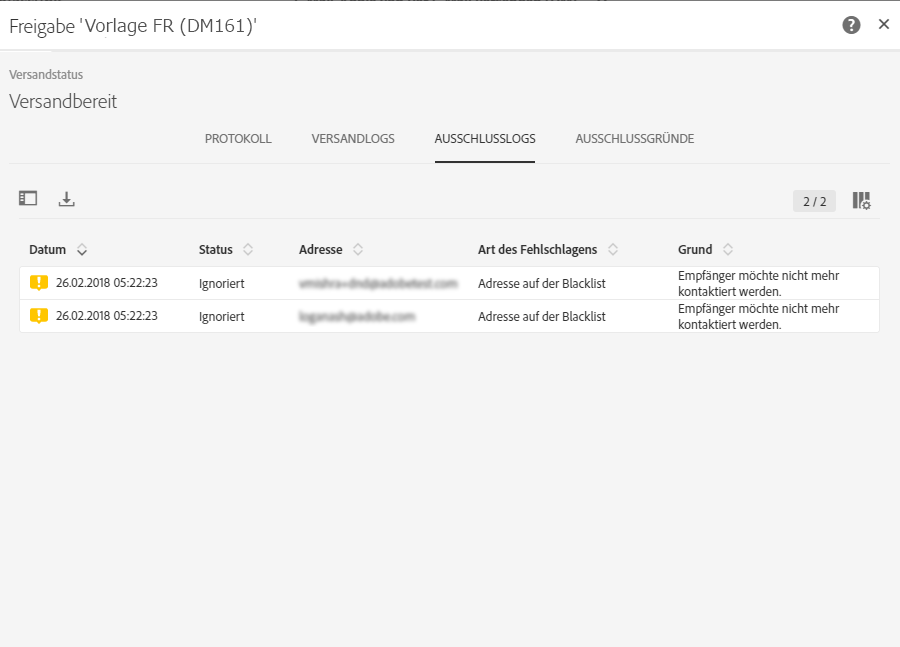 Freigabe 'Vorlage FR (DM161)'
Versandstatus
Versandbereit
PROTOKOLL VERSANDLOGS AUSSCHLUSSLOGS AUSSCHLUSSGRÜNDE
2 / 2
Datum Status Adresse Art des Fehlschlagens Grund
26.02.2018 05:22:23 Ignoriert Adresse auf der Blacklist Empfänger möchte nicht mehr
kontaktiert werden.
26.02.2018 05:22:23 Ignoriert Adresse auf der Blacklist Empfänger möchte nicht mehr
kontaktiert werden.